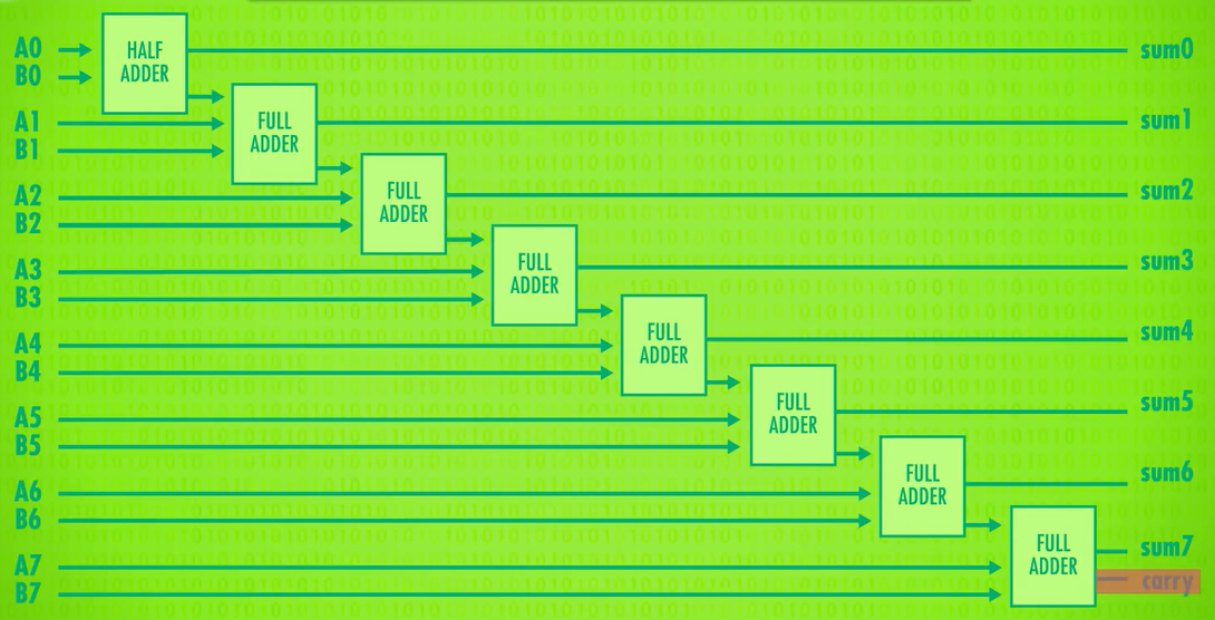 A0
B0
HALF
ADDER
sum0
A1
B1
FULL
ADDER
sum1
A2
B2
FULL
ADDER
sum2
A3
B3
FULL
ADDER
sum3
A4
B4
FULL
ADDER
sum4
A5
B5
FULL
ADDER
sum5
A6
B6
FULL
ADDER
sum6
A7
B7
FULL
ADDER
sum7
carry